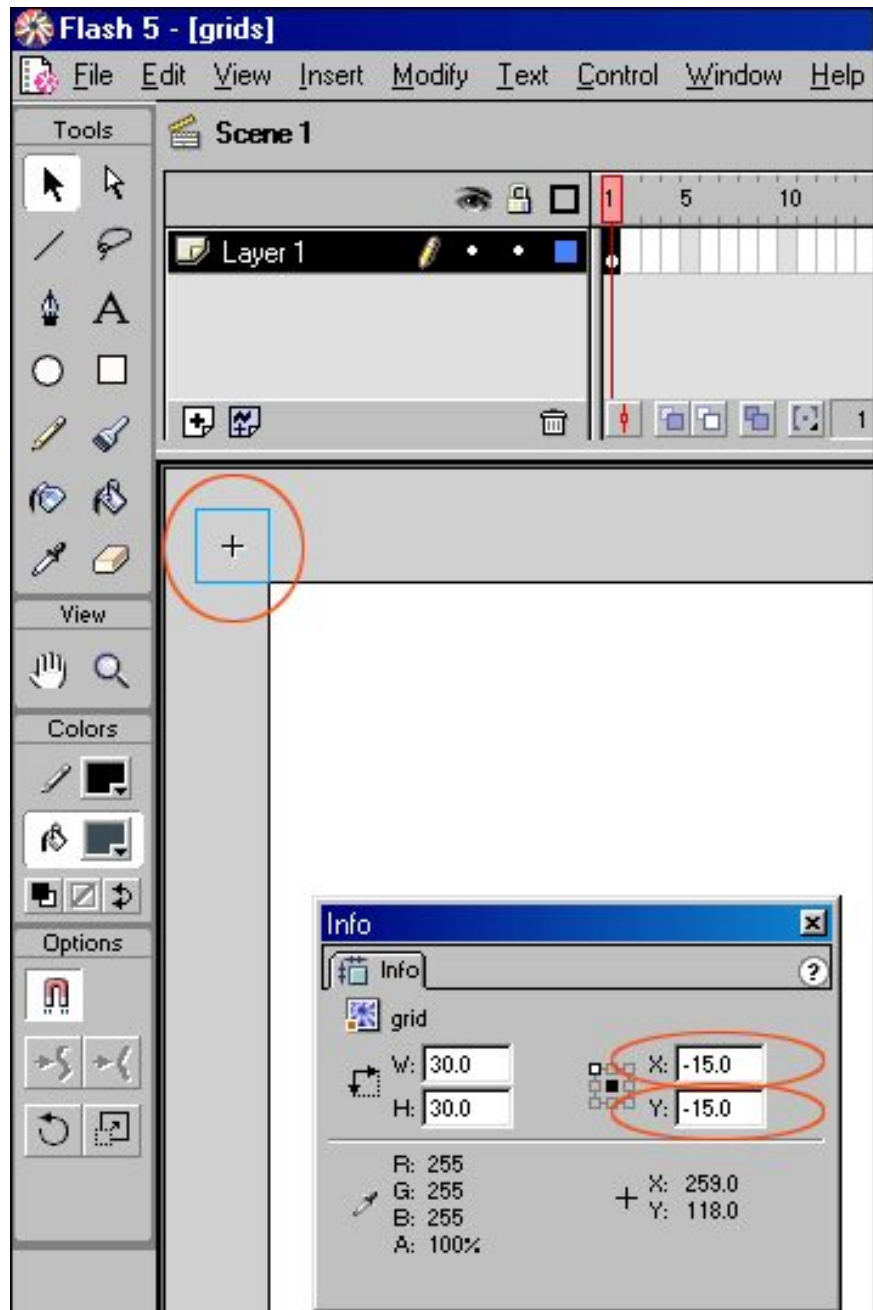 Flash 5 - [grids]
File Edit View Insert Modify Text Control Window Help
Tools
Scene 1
1 5 10
Layer 1
A
1
View
Colors
Options
Info
Info
?
grid
W: 30.0 X: -15.0
H: 30.0 Y: -15.0
R: 255
G: 255
B: 255
A: 100%
X: 259.0
Y: 118.0